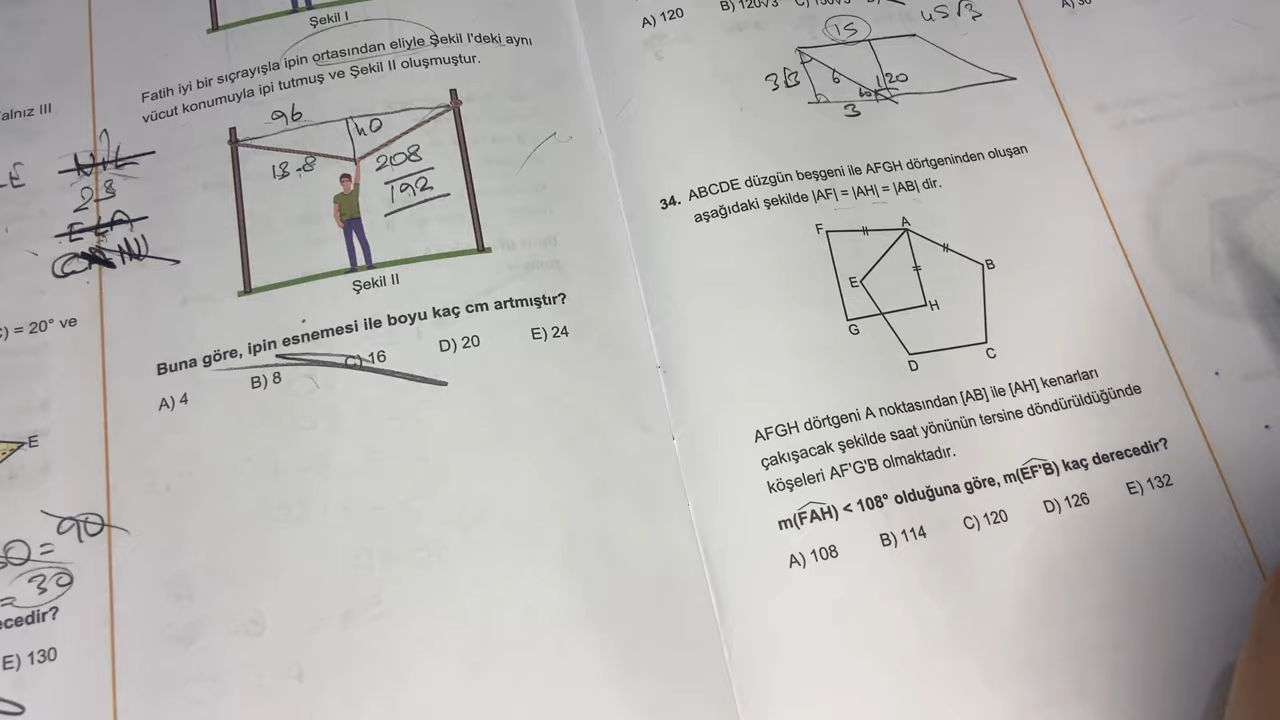 Şekil I
Fatih iyi bir sıçrayışla ipin ortasından eliyle Şekil I'deki aynı
vücut konumuyla ipi tutmuş ve Şekil II oluşmuştur.
96
40
208
192
Şekil II
Buna göre, ipin esnemesi ile boyu kaç cm artmıştır?
A) 4
B) 8
C) 16
D) 20
E) 24
alnız III
23
= 20° ve
E
90
= 30
ecedir?
E) 130
A) 120
B) 120√3
45√3
15
3√3
6
120
60
3
34. ABCDE düzgün beşgeni ile AFGH dörtgeninden oluşan
aşağıdaki şekilde |AF| = |AH| = |AB| dir.
F
A
B
E
H
G
D
C
AFGH dörtgeni A noktasından [AB] ile [AH] kenarları
çakışacak şekilde saat yönünün tersine döndürüldüğünde
köşeleri AF'G'B olmaktadır.
m(FAH) < 108° olduğuna göre, m(EF'B) kaç derecedir?
A) 108
B) 114
C) 120
D) 126
E) 132